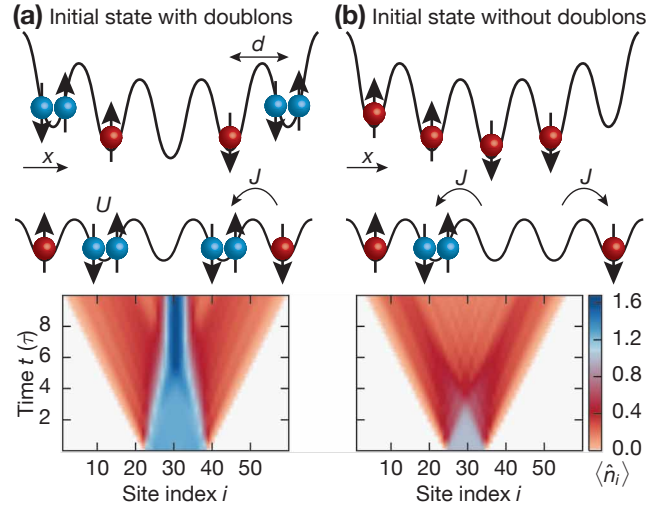 (a) Initial state with doublons
(b) Initial state without doublons
d
x
x
U
J
J
J
Time t (τ)
8
6
4
2
10 20 30 40 50
Site index i
10 20 30 40 50
Site index i
1.6
1.2
0.8
0.4
0.0
⟨n̂ᵢ⟩